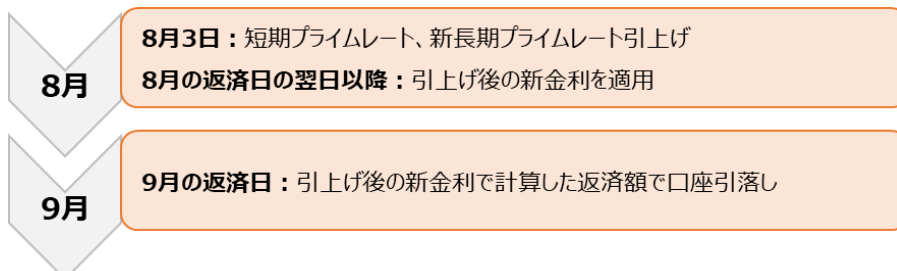 8月
8月3日：短期プライムレート、新長期プライムレート引上げ
8月の返済日の翌日以降：引上げ後の新金利を適用
9月
9月の返済日：引上げ後の新金利で計算した返済額で口座引落し